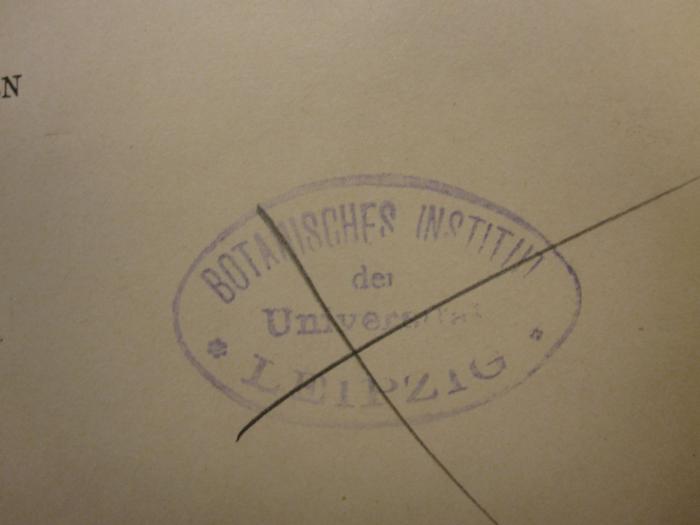 BOTANISCHES INSTITUT
der
Universität
LEIPZIG